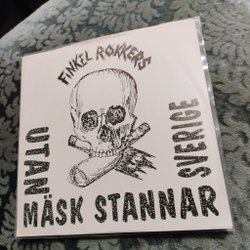 FINKEL ROKKERS
UTAN
MÄSK STANNAR
SVERIGE